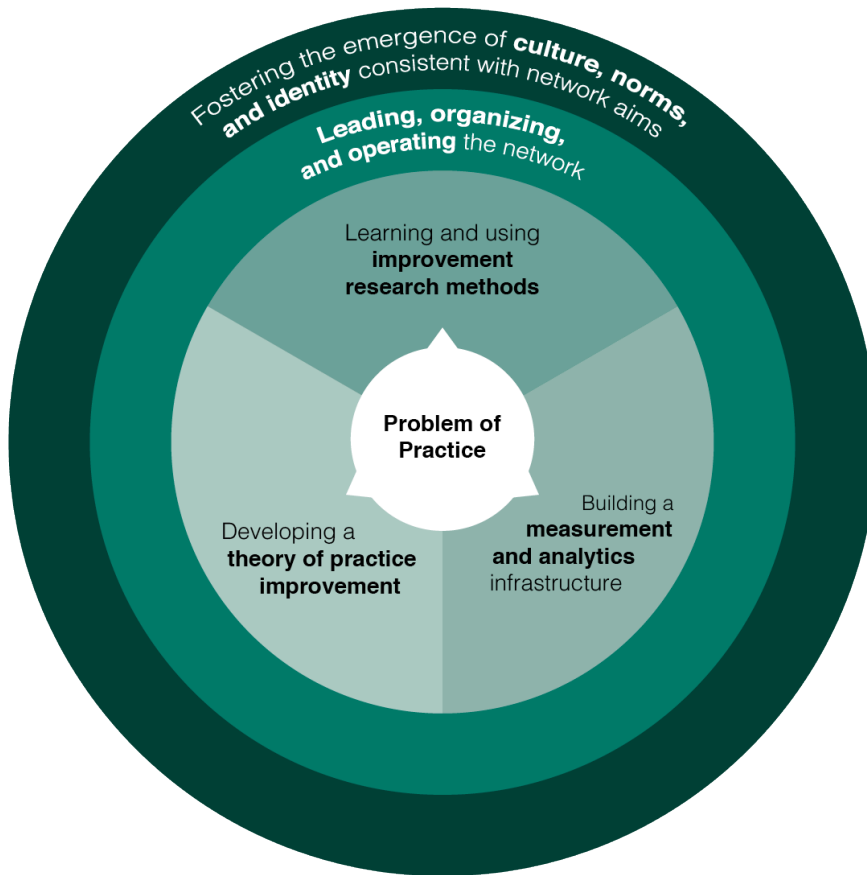 Fostering the emergence of culture, norms,
and identity consistent with network aims
Leading, organizing,
and operating the network
Learning and using
improvement
research methods
Problem of
Practice
Developing a
theory of practice
improvement
Building a
measurement
and analytics
infrastructure